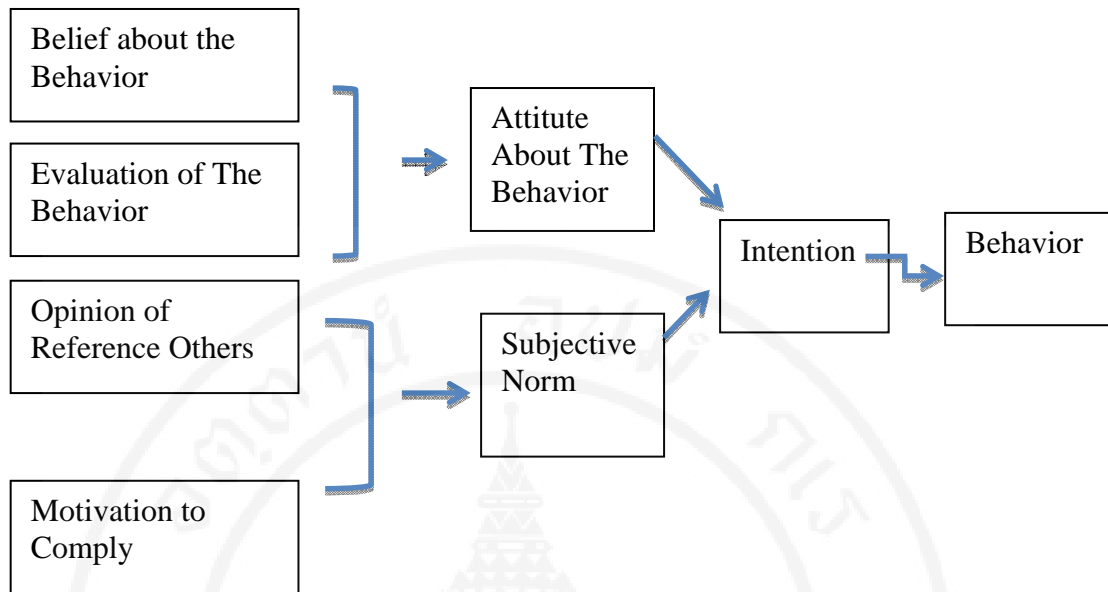 Belief about the
Behavior
Evaluation of The
Behavior
Opinion of
Reference Others
Motivation to
Comply
Attitute
About The
Behavior
Subjective
Norm
Intention
Behavior